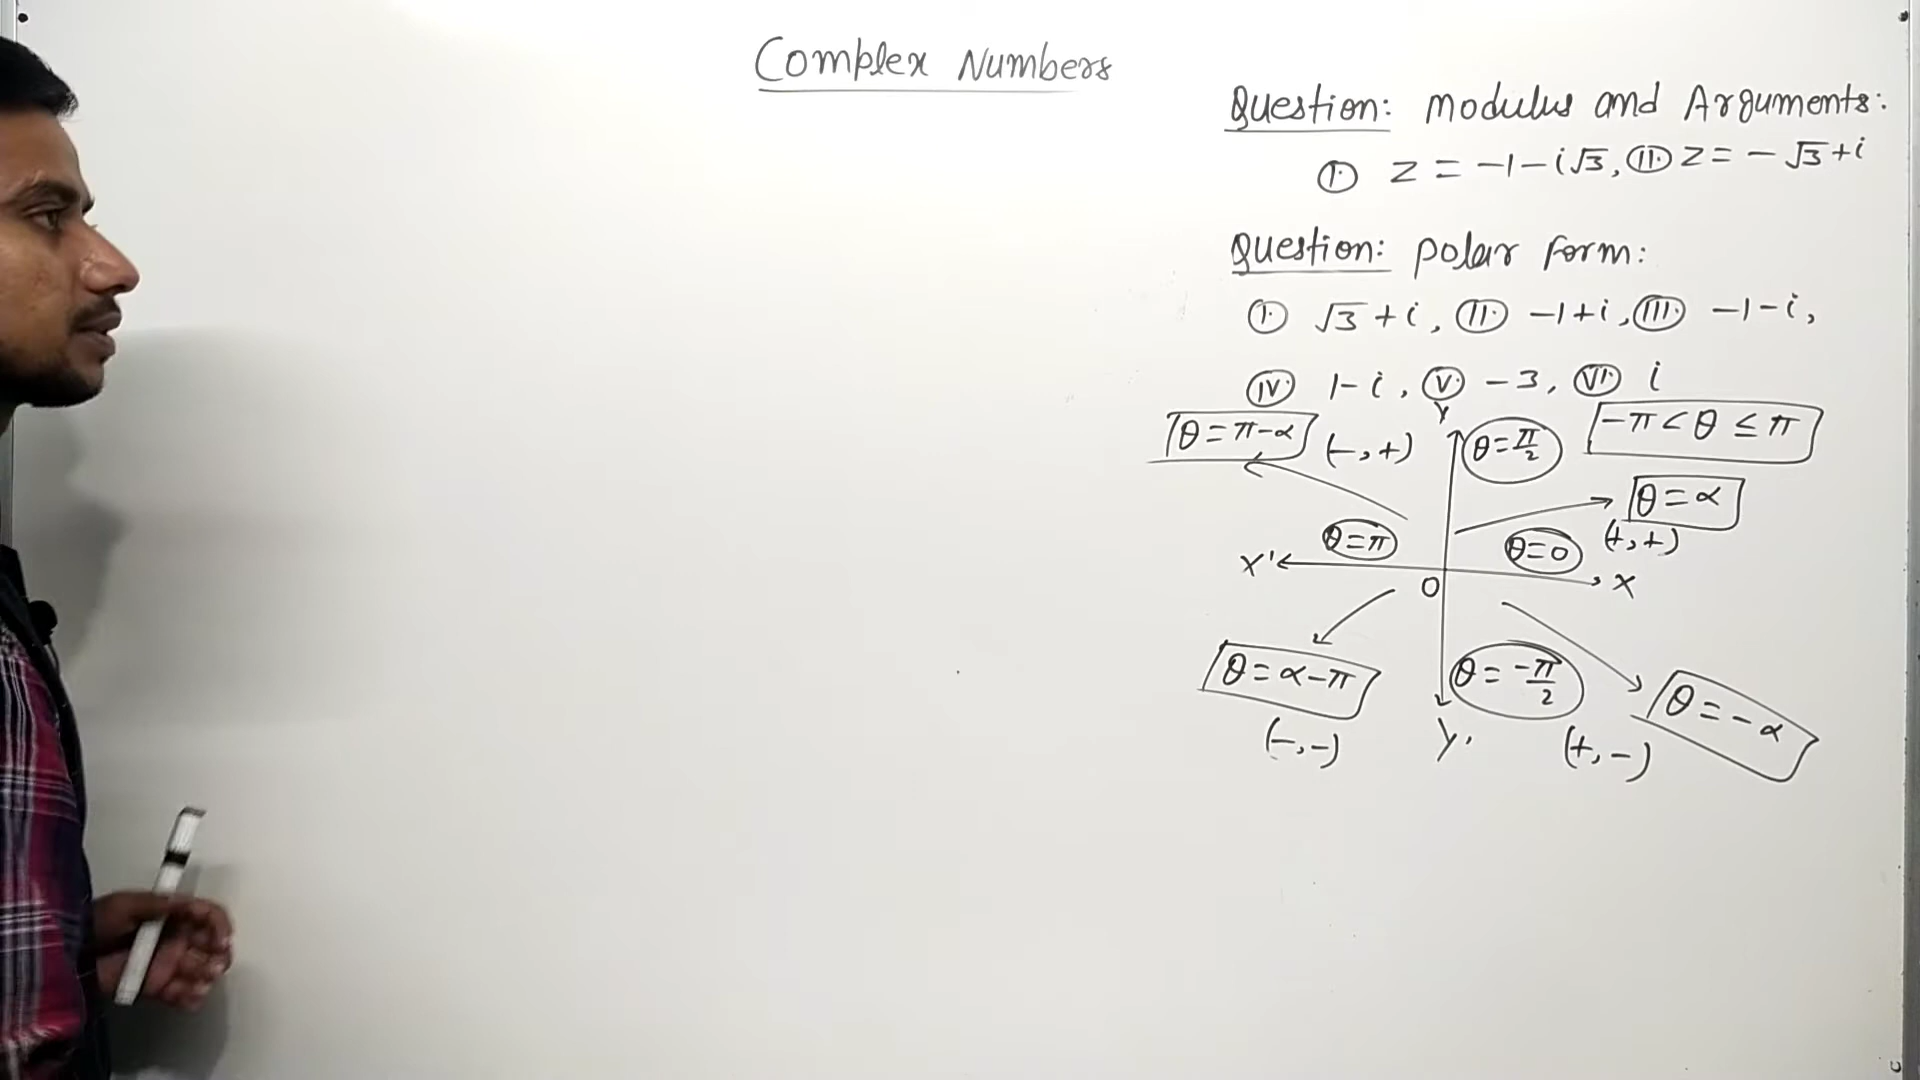 Complex Numbers
Question: Modulus and Arguments:
(I.) z = -1-i√3, (II.) z = -√3+i
Question: Polar Form:
(I.) √3+i, (II.) -1+i, (III.) -1-i,
(IV.) 1-i, (V.) -3, (VI.) i
-π < θ ≤ π
Y
θ=π-α (-,+) θ=π/2
θ=α
(+,+)
θ=π θ=0
X' O X
θ=α-π θ=-π/2 θ=-α
(-,-) Y' (+,-)